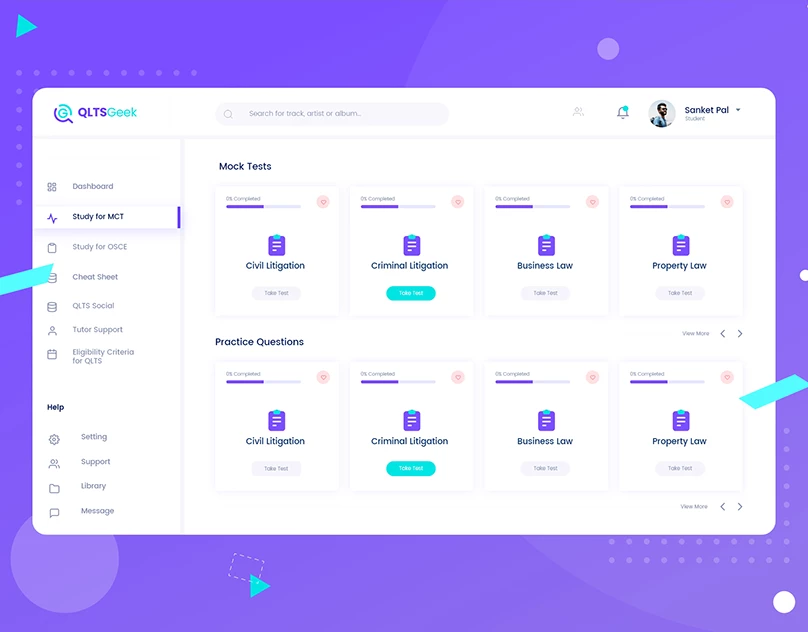 QLTSGeek
Search for track, artist or album..
Sanket Pal
Student
Dashboard
Study for MCT
Study for OSCE
Cheat Sheet
QLTS Social
Tutor Support
Eligibility Criteria
for QLTS
Help
Setting
Support
Library
Message
Mock Tests
0% Completed
Civil Litigation
Take Test
0% Completed
Criminal Litigation
Take Test
0% Completed
Business Law
Take Test
0% Completed
Property Law
Take Test
View More
Practice Questions
0% Completed
Civil Litigation
Take Test
0% Completed
Criminal Litigation
Take Test
0% Completed
Business Law
Take Test
0% Completed
Property Law
Take Test
View More